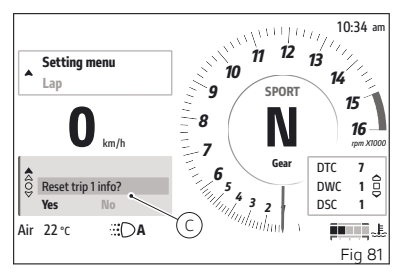 10:34 am
Setting menu
Lap
0 km/h
Reset trip 1 info?
Yes No
Air 22 °C
A
C
2
3
4
5
6
7
8
9
10
11
12
13
14
15
16
rpm X1000
SPORT
N
Gear
DTC 7
DWC 1
DSC 1
Fig 81